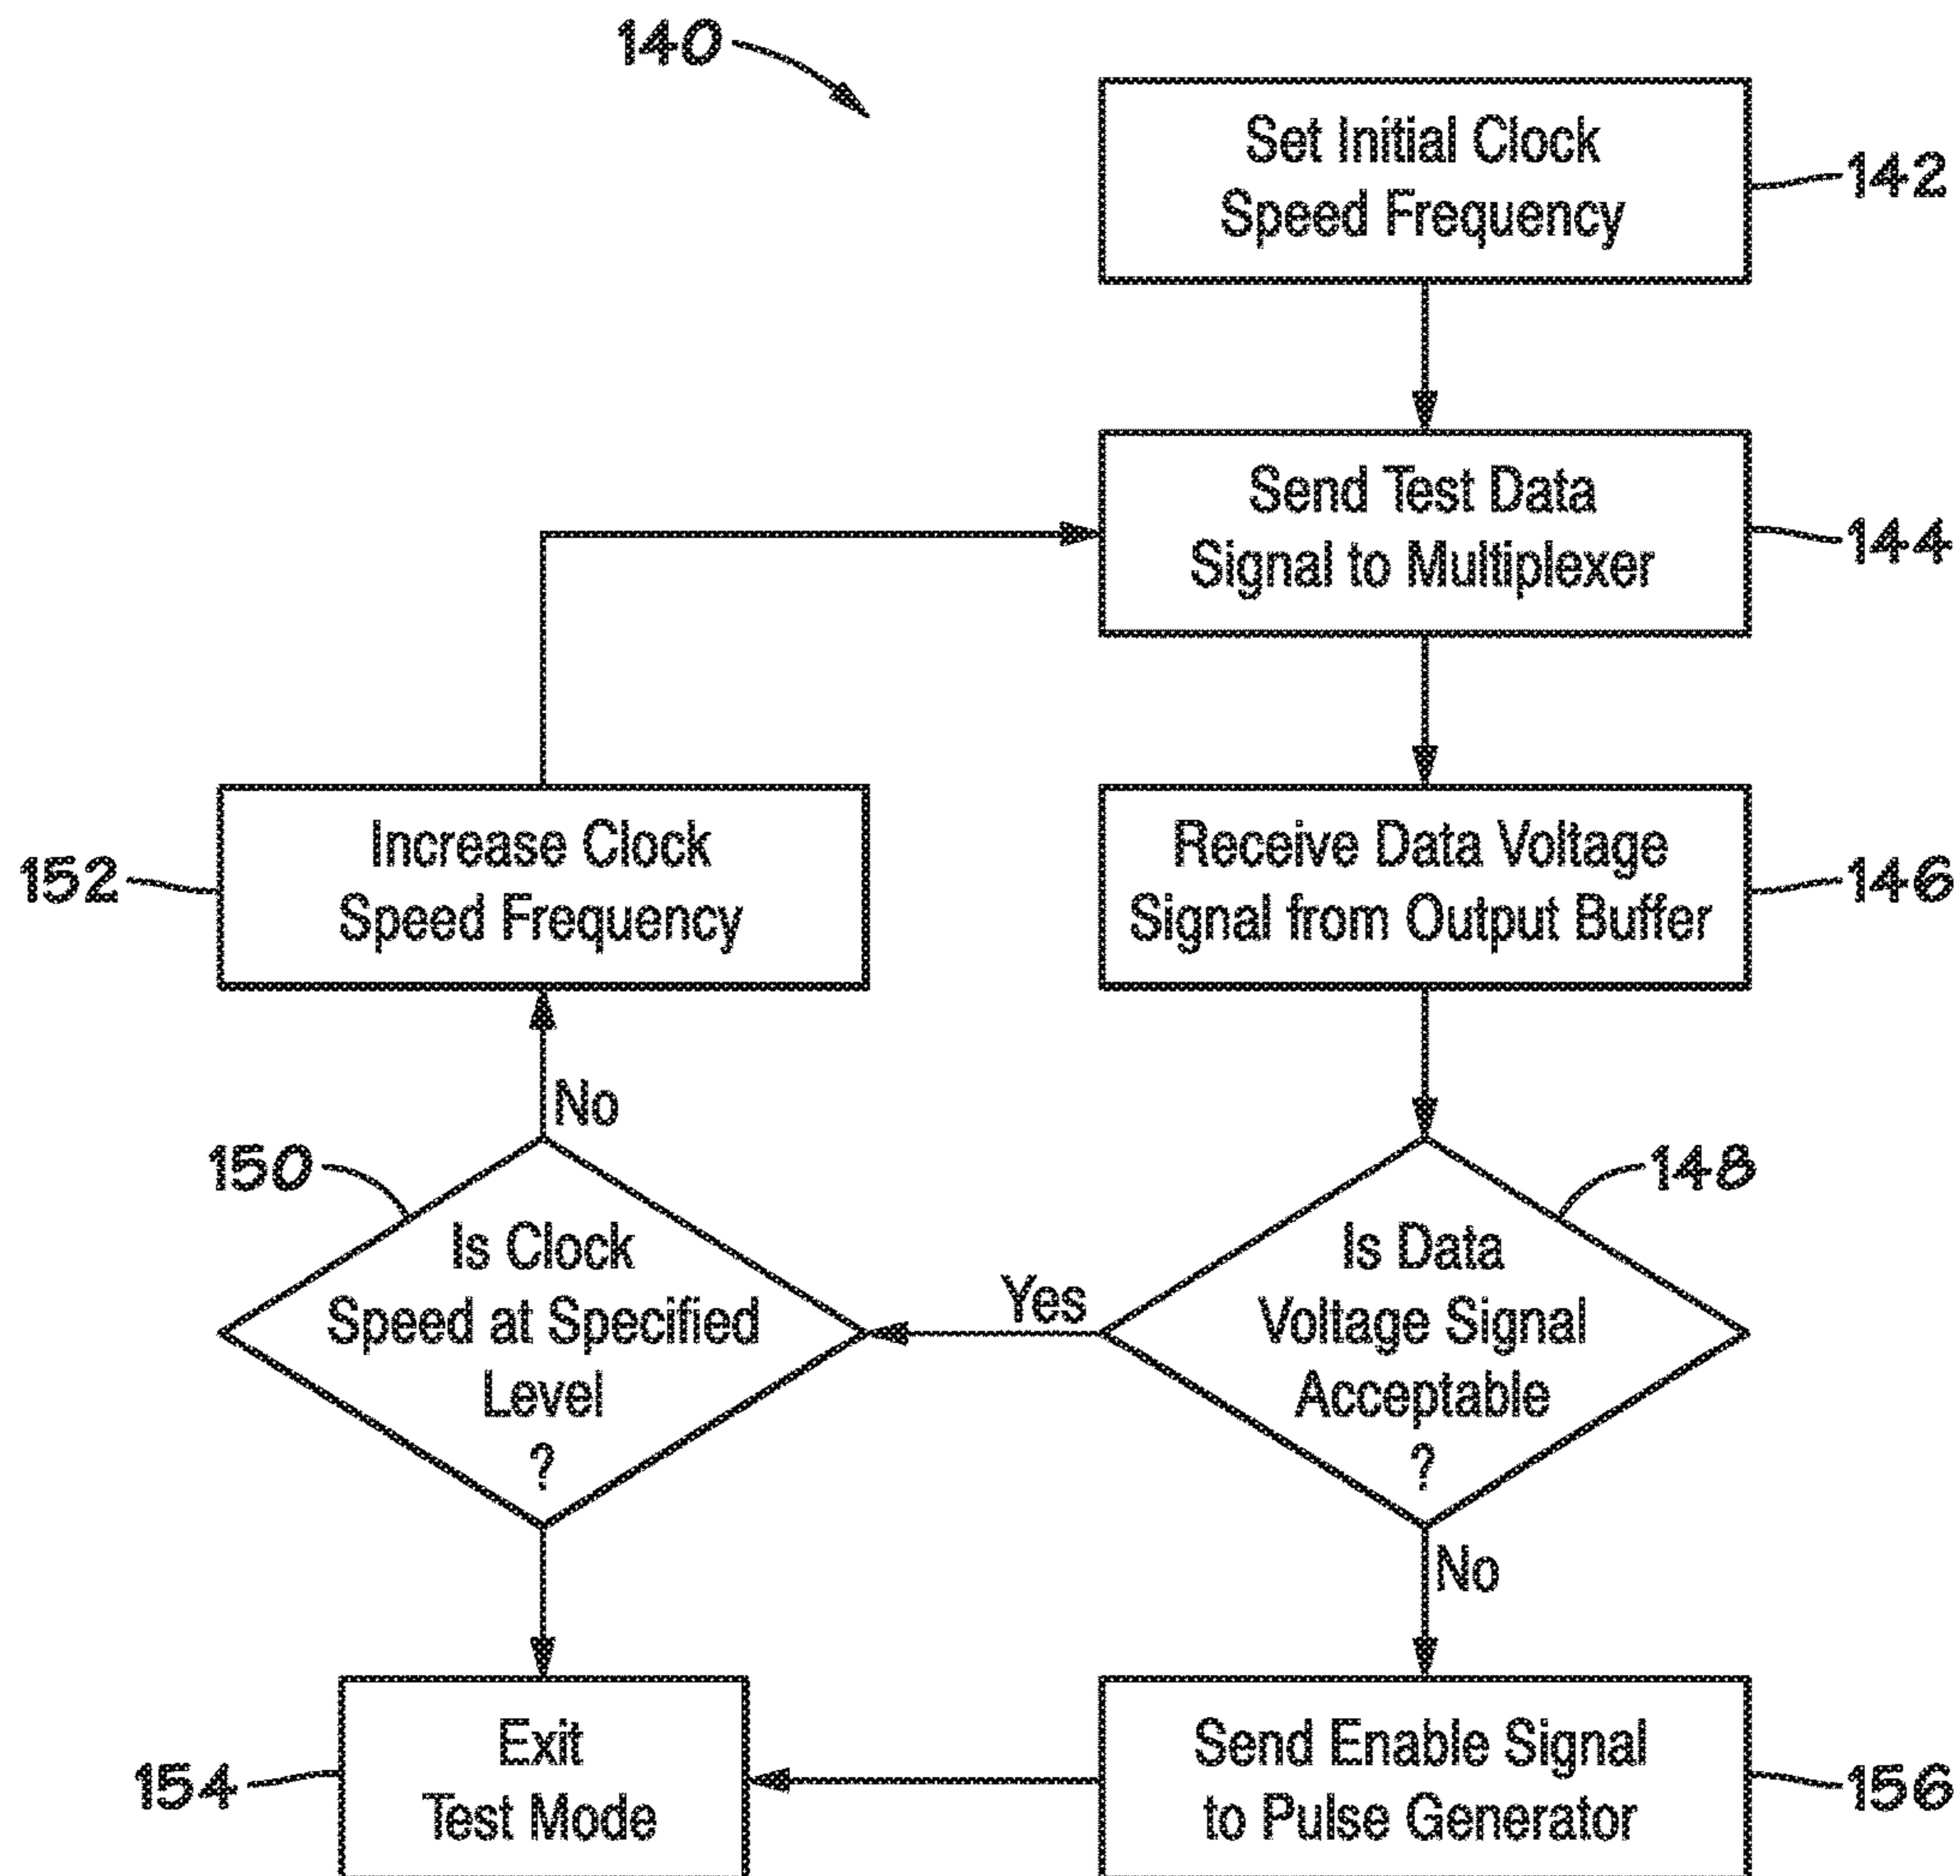 140
Set Initial Clock
Speed Frequency
142
Send Test Data
Signal to Multiplexer
144
Increase Clock
Speed Frequency
152
Receive Data Voltage
Signal from Output Buffer
146
No
150
Is Clock
Speed at Specified
Level
?
Yes
148
Is Data
Voltage Signal
Acceptable
?
No
154
Exit
Test Mode
Send Enable Signal
to Pulse Generator
156